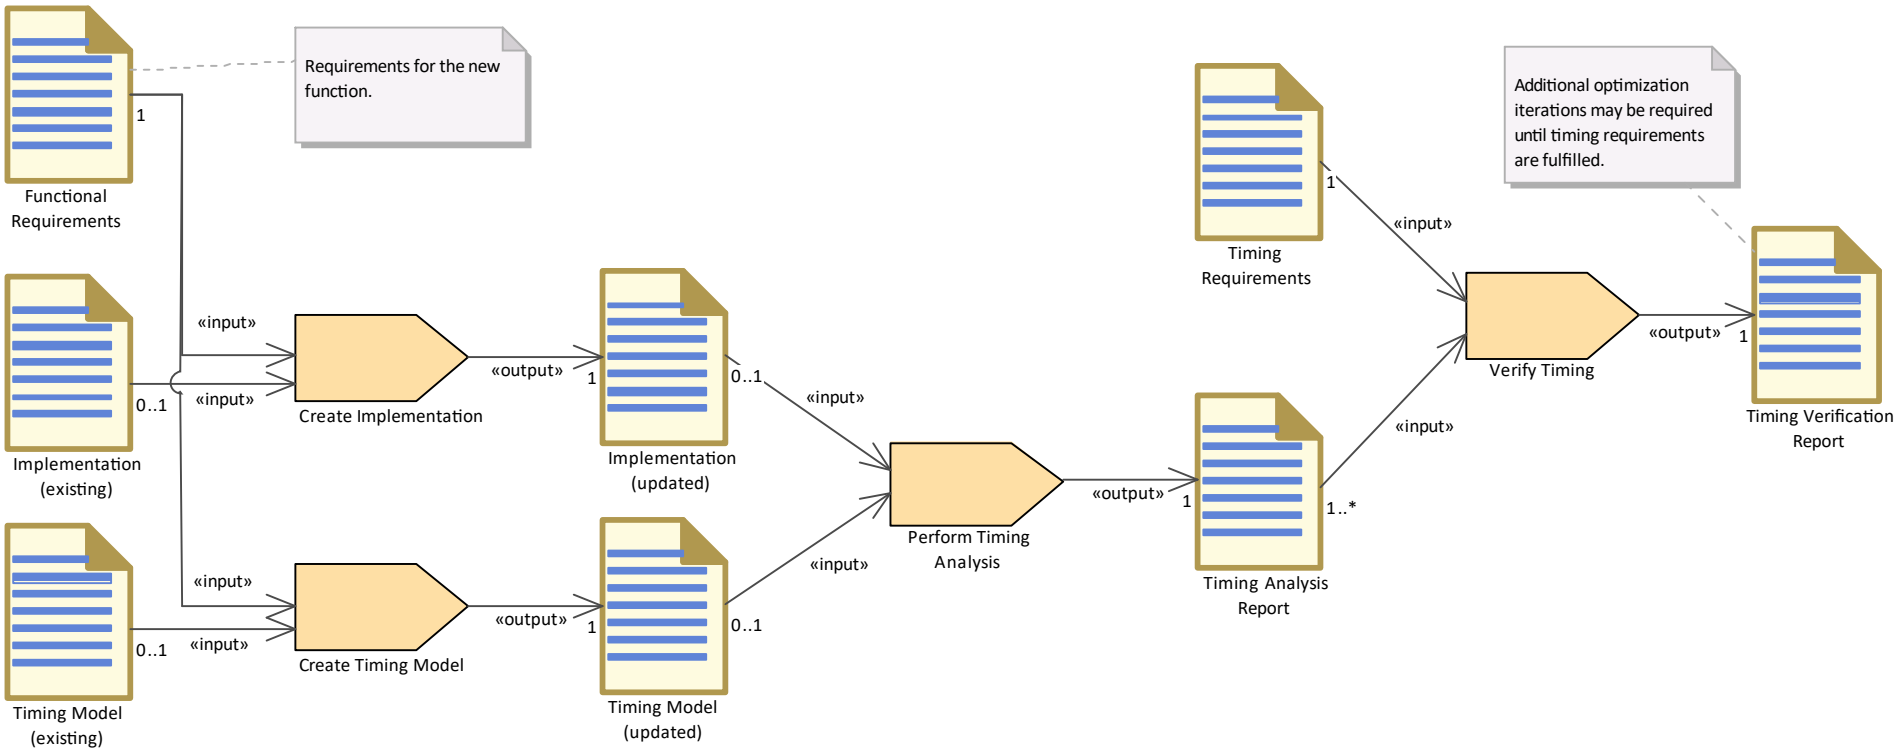 Requirements for the new
function.
1
Functional
Requirements
Additional optimization
iterations may be required
until timing requirements
are fulfilled.
1
«input»
Timing
Requirements
«input»
«input»
0..1
Create Implementation
«output»
1
Implementation
(existing)
0..1
Implementation
(updated)
«input»
«input»
Verify Timing
«output»
1
Timing Verification
Report
«input»
1..*
«input»
«input»
0..1
Create Timing Model
«output»
1
Timing Model
(existing)
0..1
Timing Model
(updated)
Perform Timing
Analysis
«output»
1
Timing Analysis
Report